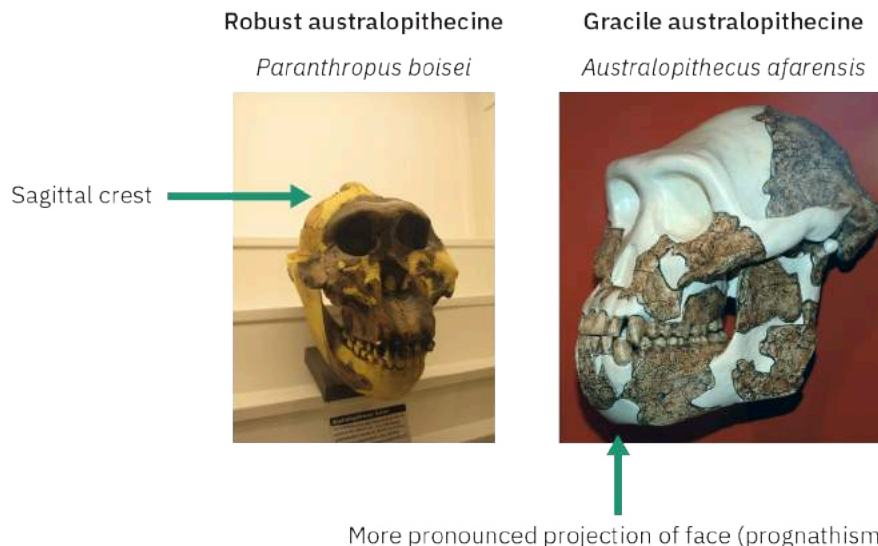 Robust australopithecine
Gracile australopithecine
Paranthropus boisei
Australopithecus afarensis
Sagittal crest
More pronounced projection of face (prognathism